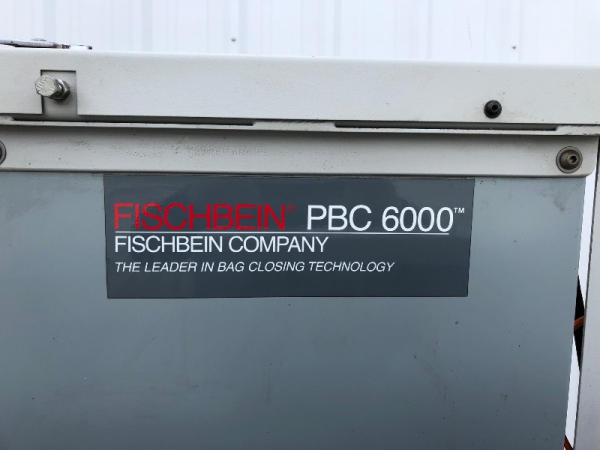 FISCHBEIN™ PBC 6000™
FISCHBEIN COMPANY
THE LEADER IN BAG CLOSING TECHNOLOGY